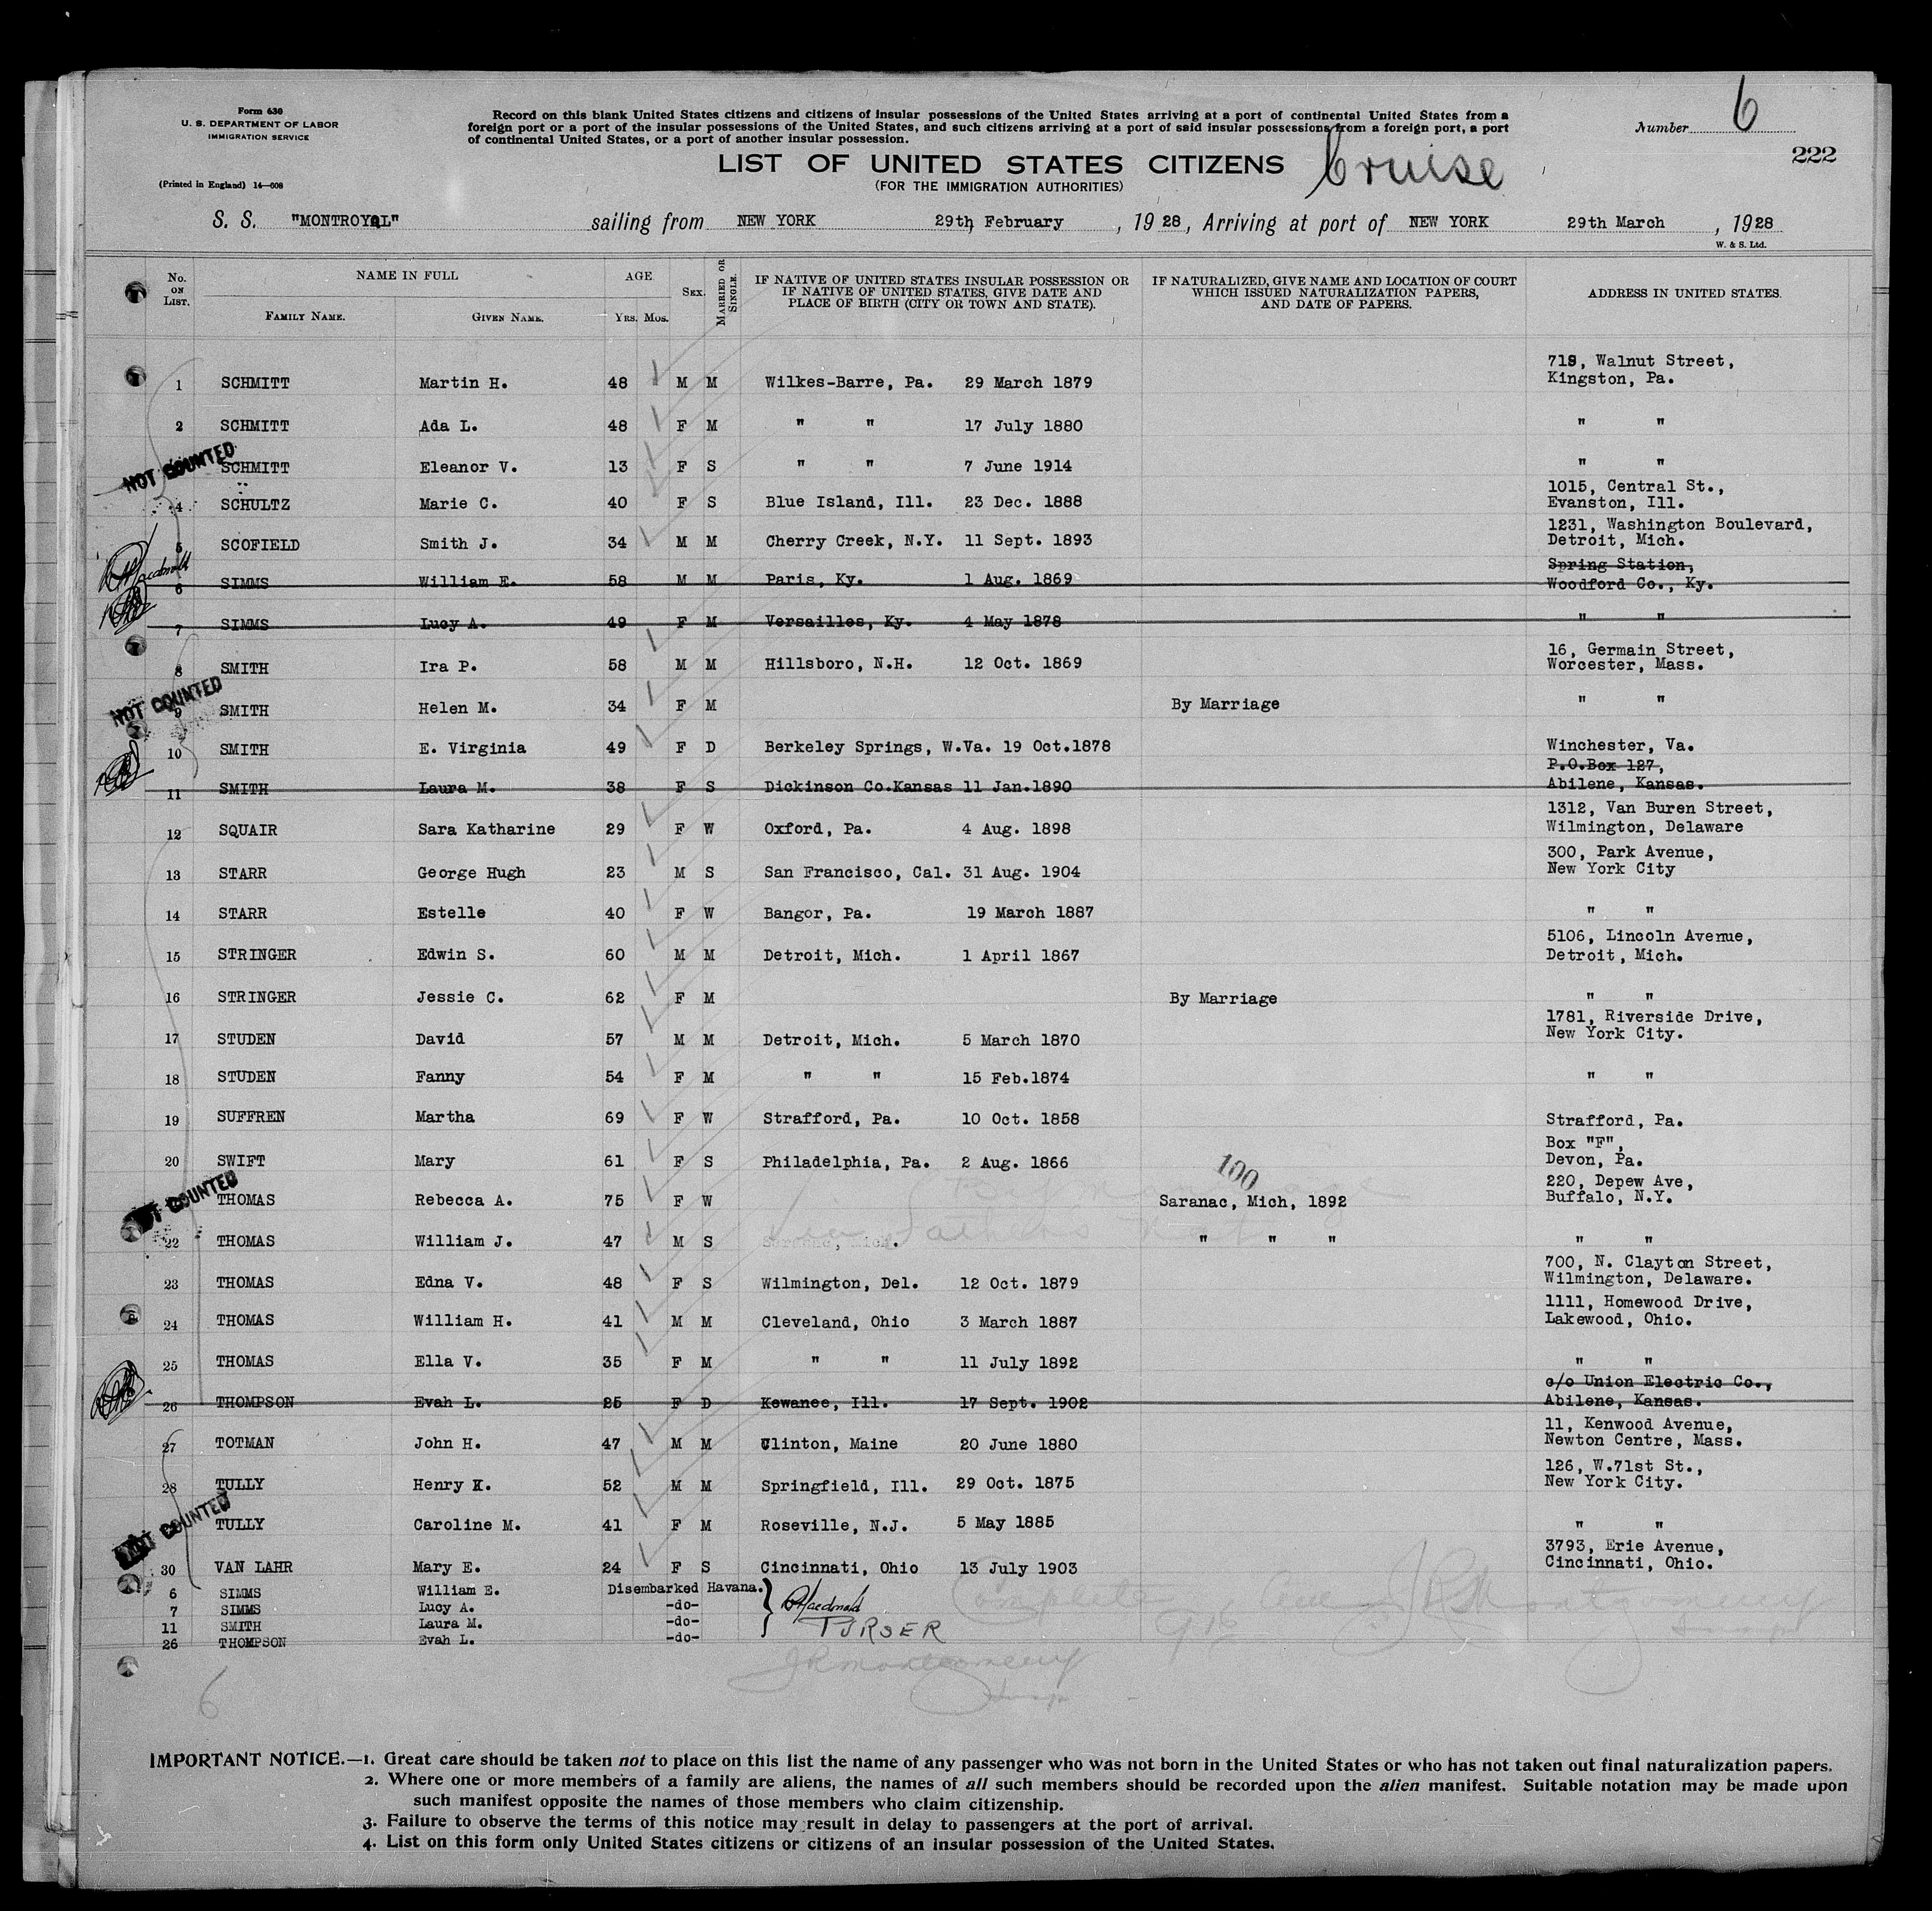 Form 630
U. S. DEPARTMENT OF LABOR
IMMIGRATION SERVICE
(Printed in England) 14—608
Record on this blank United States citizens and citizens of insular possessions of the United States arriving at a port of continental United States from a
foreign port or a port of the insular possessions of the United States, and such citizens arriving at a port of said insular possessions from a foreign port, a port
of continental United States, or a port of another insular possession.
Number 6
222
LIST OF UNITED STATES CITIZENS Cruise
(FOR THE IMMIGRATION AUTHORITIES)
S. S. "MONTROYAL" sailing from NEW YORK 29th February, 1928, Arriving at port of NEW YORK 29th March, 1928
W. & S. Ltd.
No. ON LIST. NAME IN FULL AGE SEX. MARRIED OR SINGLE. IF NATIVE OF UNITED STATES INSULAR POSSESSION OR IF NATIVE OF UNITED STATES, GIVE DATE AND PLACE OF BIRTH (CITY OR TOWN AND STATE). IF NATURALIZED, GIVE NAME AND LOCATION OF COURT WHICH ISSUED NATURALIZATION PAPERS, AND DATE OF PAPERS. ADDRESS IN UNITED STATES.
FAMILY NAME. GIVEN NAME. YRS. MOS.
719, Walnut Street,
1 SCHMITT Martin H. 48 M M Wilkes-Barre, Pa. 29 March 1879 Kingston, Pa.
2 SCHMITT Ada L. 48 F M " " 17 July 1880 " "
NOT COUNTED SCHMITT Eleanor V. 13 F S " " 7 June 1914 " "
1015, Central St.,
4 SCHULTZ Marie C. 40 F S Blue Island, Ill. 23 Dec. 1888 Evanston, Ill.
1231, Washington Boulevard,
5 SCOFIELD Smith J. 34 M M Cherry Creek, N.Y. 11 Sept. 1893 Detroit, Mich.
Spring Station,
6 SIMMS William E. 58 M M Paris, Ky. 1 Aug. 1869 Woodford Co., Ky.
7 SIMMS Lucy A. 49 F M Versailles, Ky. 4 May 1878 " "
16, Germain Street,
8 SMITH Ira P. 58 M M Hillsboro, N.H. 12 Oct. 1869 Worcester, Mass.
NOT COUNTED
9 SMITH Helen M. 34 F M By Marriage " "
10 SMITH E. Virginia 49 F D Berkeley Springs, W.Va. 19 Oct.1878 Winchester, Va.
P.O.Box 127,
11 SMITH Laura M. 38 F S Dickinson Co.Kansas 11 Jan.1890 Abilene, Kansas.
1312, Van Buren Street,
12 SQUAIR Sara Katharine 29 F W Oxford, Pa. 4 Aug. 1898 Wilmington, Delaware
300, Park Avenue,
13 STARR George Hugh 23 M S San Francisco, Cal. 31 Aug. 1904 New York City
14 STARR Estelle 40 F W Bangor, Pa. 19 March 1887 " "
5106, Lincoln Avenue,
15 STRINGER Edwin S. 60 M M Detroit, Mich. 1 April 1867 Detroit, Mich.
16 STRINGER Jessie C. 62 F M By Marriage " "
1781, Riverside Drive,
17 STUDEN David 57 M M Detroit, Mich. 5 March 1870 New York City.
18 STUDEN Fanny 54 F M " " 15 Feb.1874 " "
19 SUFFREN Martha 69 F W Strafford, Pa. 10 Oct. 1858 Strafford, Pa.
Box "F",
20 SWIFT Mary 61 F S Philadelphia, Pa. 2 Aug. 1866 Devon, Pa.
100
220, Depew Ave,
NOT COUNTED THOMAS Rebecca A. 75 F W Saranac, Mich, 1892 Buffalo, N.Y.
22 THOMAS William J. 47 M S " " " " "
700, N. Clayton Street,
23 THOMAS Edna V. 48 F S Wilmington, Del. 12 Oct. 1879 Wilmington, Delaware.
1111, Homewood Drive,
24 THOMAS William H. 41 M M Cleveland, Ohio 3 March 1887 Lakewood, Ohio.
25 THOMAS Ella V. 35 F M " " 11 July 1892 " "
c/o Union Electric Co.,
26 THOMPSON Evah L. 25 F D Kewanee, Ill. 17 Sept. 1902 Abilene, Kansas.
11, Kenwood Avenue,
27 TOTMAN John H. 47 M M Clinton, Maine 20 June 1880 Newton Centre, Mass.
126, W.71st St.,
28 TULLY Henry K. 52 M M Springfield, Ill. 29 Oct. 1875 New York City.
NOT COUNTED TULLY Caroline M. 41 F M Roseville, N.J. 5 May 1885 " "
3793, Erie Avenue,
30 VAN LAHR Mary E. 24 F S Cincinnati, Ohio 13 July 1903 Cincinnati, Ohio.
6 SIMMS William E. Disembarked Havana.
7 SIMMS Lucy A. -do- Macdonald
11 SMITH Laura M. -do- PURSER
26 THOMPSON Evah L. -do-
JR Montgomery
6
IMPORTANT NOTICE.—1. Great care should be taken not to place on this list the name of any passenger who was not born in the United States or who has not taken out final naturalization papers.
2. Where one or more members of a family are aliens, the names of all such members should be recorded upon the alien manifest. Suitable notation may be made upon
such manifest opposite the names of those members who claim citizenship.
3. Failure to observe the terms of this notice may result in delay to passengers at the port of arrival.
4. List on this form only United States citizens or citizens of an insular possession of the United States.